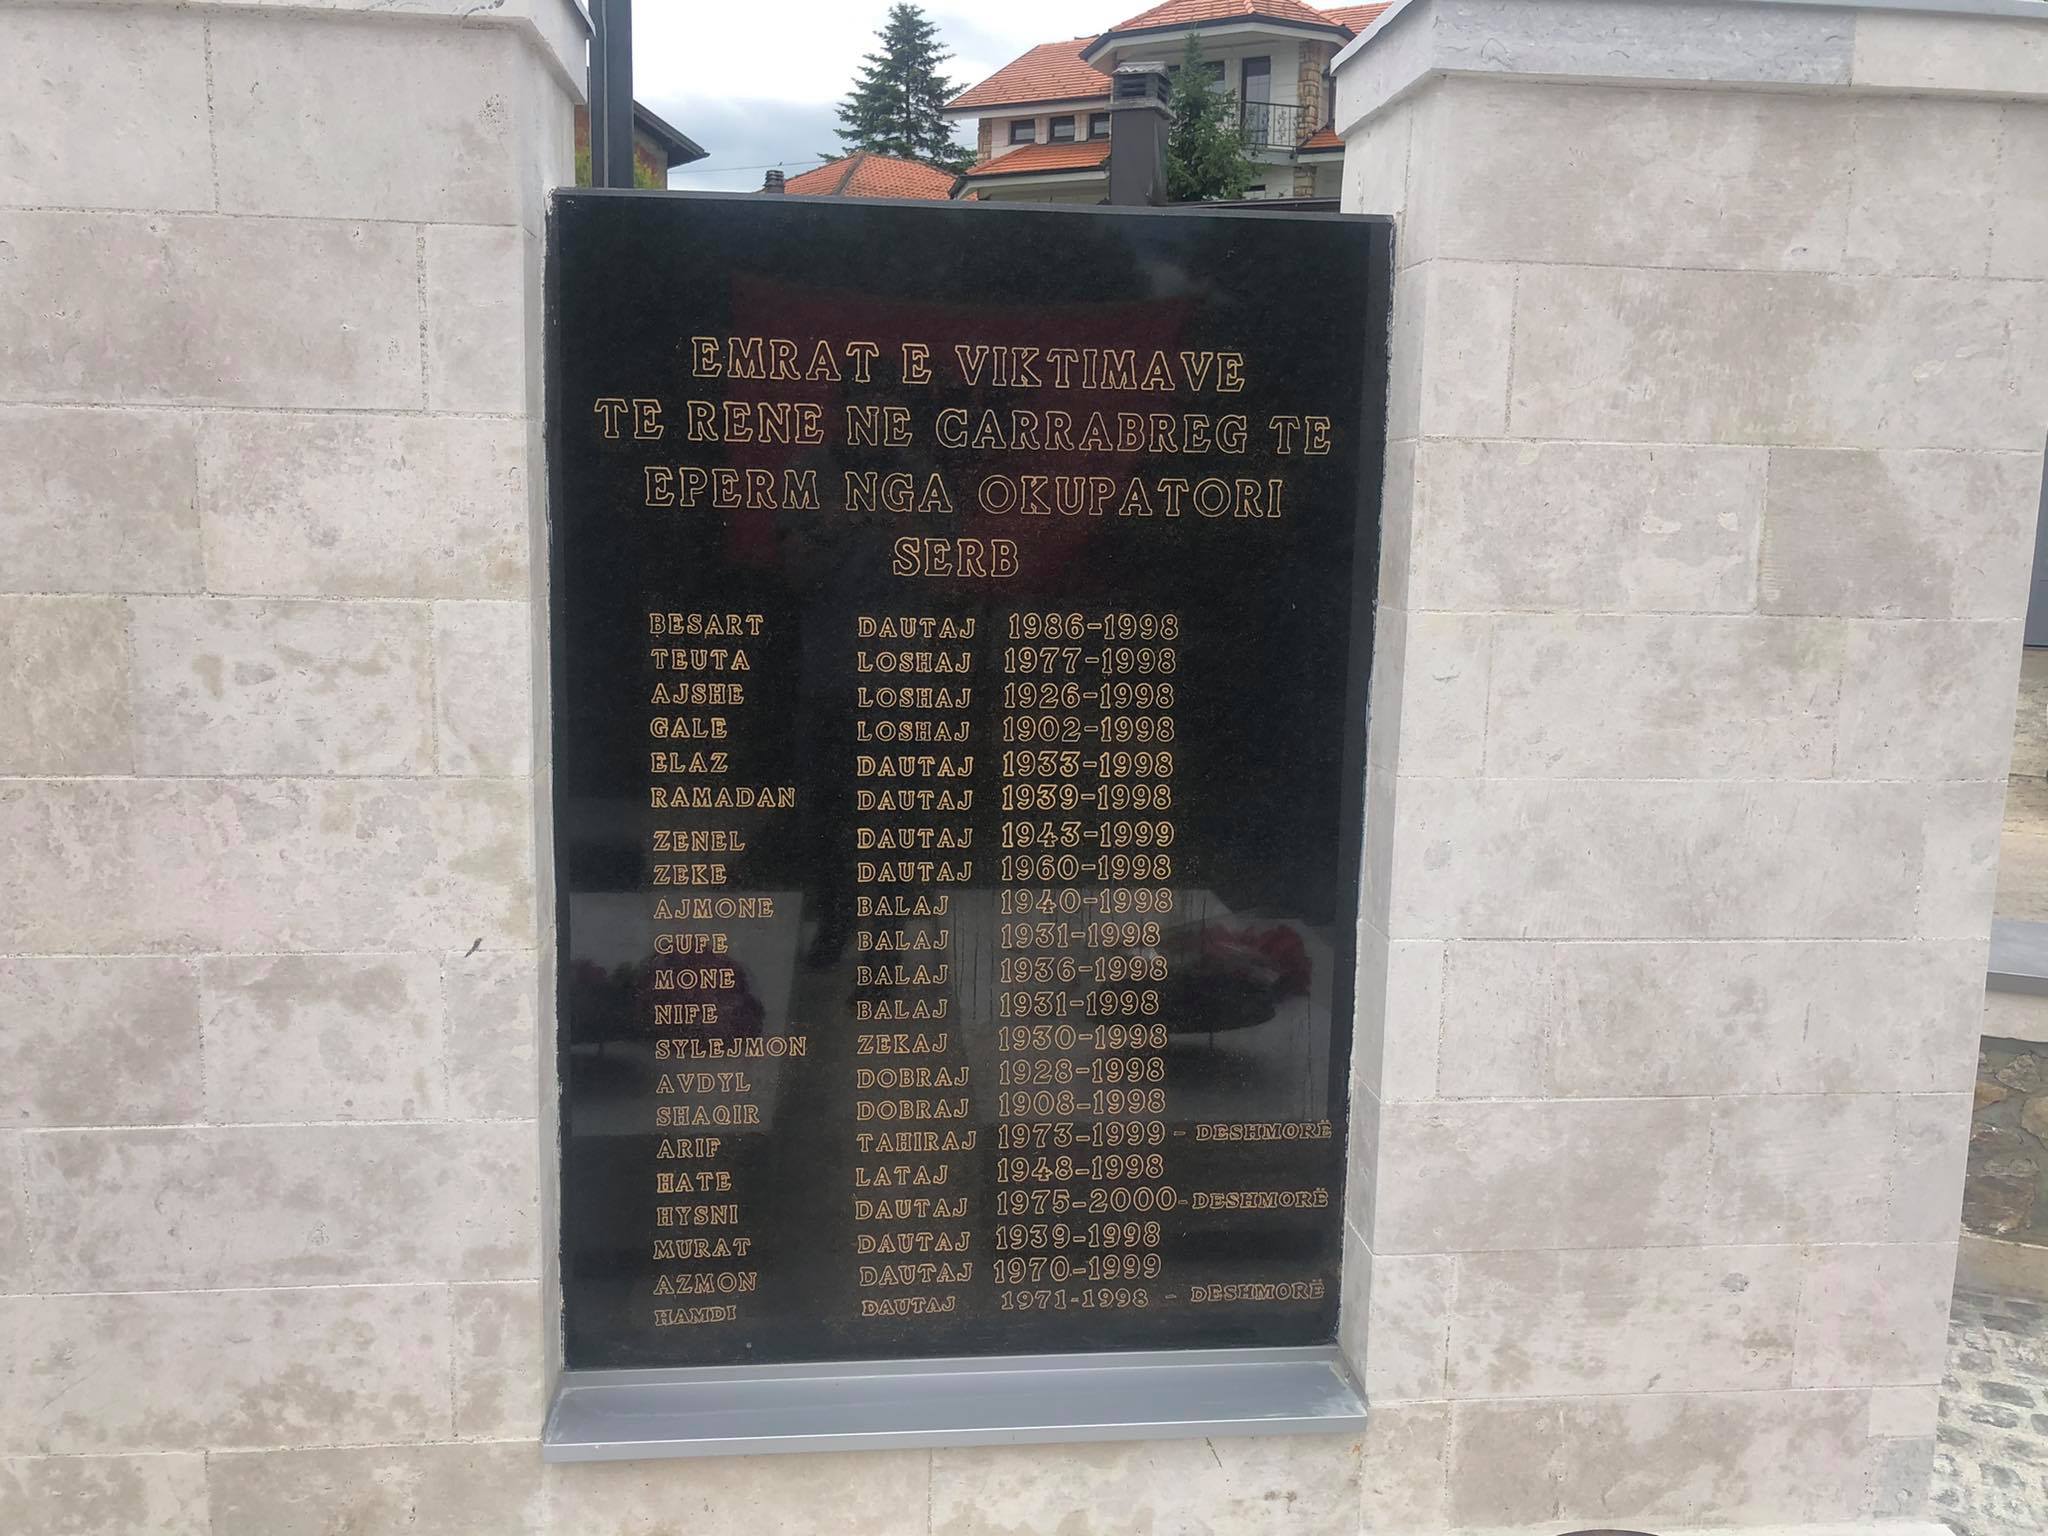 EMRAT E VIKTIMAVE
TE RENE NE CARRABREG TE
EPERM NGA OKUPATORI
SERB
BESART DAUTAJ 1986-1998
TEUTA LOSHAJ 1977-1998
AJSHE LOSHAJ 1926-1998
GALE LOSHAJ 1902-1998
ELAZ DAUTAJ 1933-1998
RAMADAN DAUTAJ 1939-1998
ZENEL DAUTAJ 1943-1999
ZEKE DAUTAJ 1960-1998
AJMONE BALAJ 1940-1998
CUFE BALAJ 1931-1998
MONE BALAJ 1936-1998
NIFE BALAJ 1931-1998
SYLEJMON ZEKAJ 1930-1998
AVDYL DOBRAJ 1928-1998
SHAQIR DOBRAJ 1908-1998
ARIF TAHIRAJ 1973-1999 - DESHMORË
HATE LATAJ 1948-1998
HYSNI DAUTAJ 1975-2000 - DESHMORË
MURAT DAUTAJ 1939-1998
AZMON DAUTAJ 1970-1999
HAMDI DAUTAJ 1971-1998 - DESHMORË